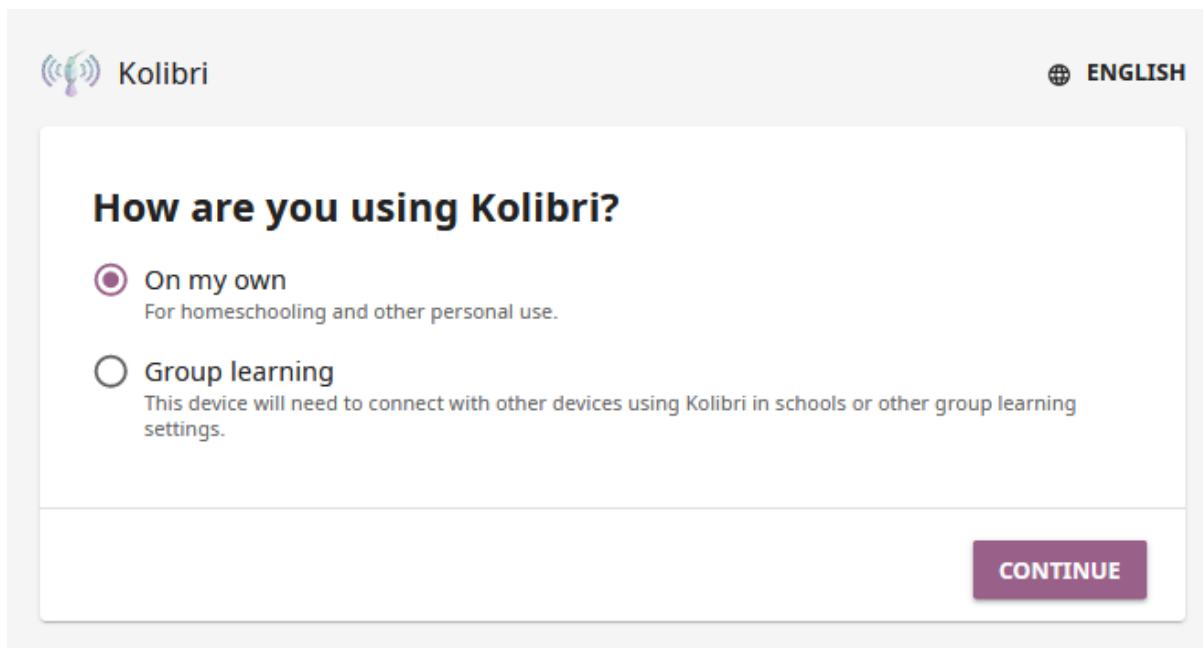 Kolibri
ENGLISH
How are you using Kolibri?
On my own
For homeschooling and other personal use.
Group learning
This device will need to connect with other devices using Kolibri in schools or other group learning
settings.
CONTINUE